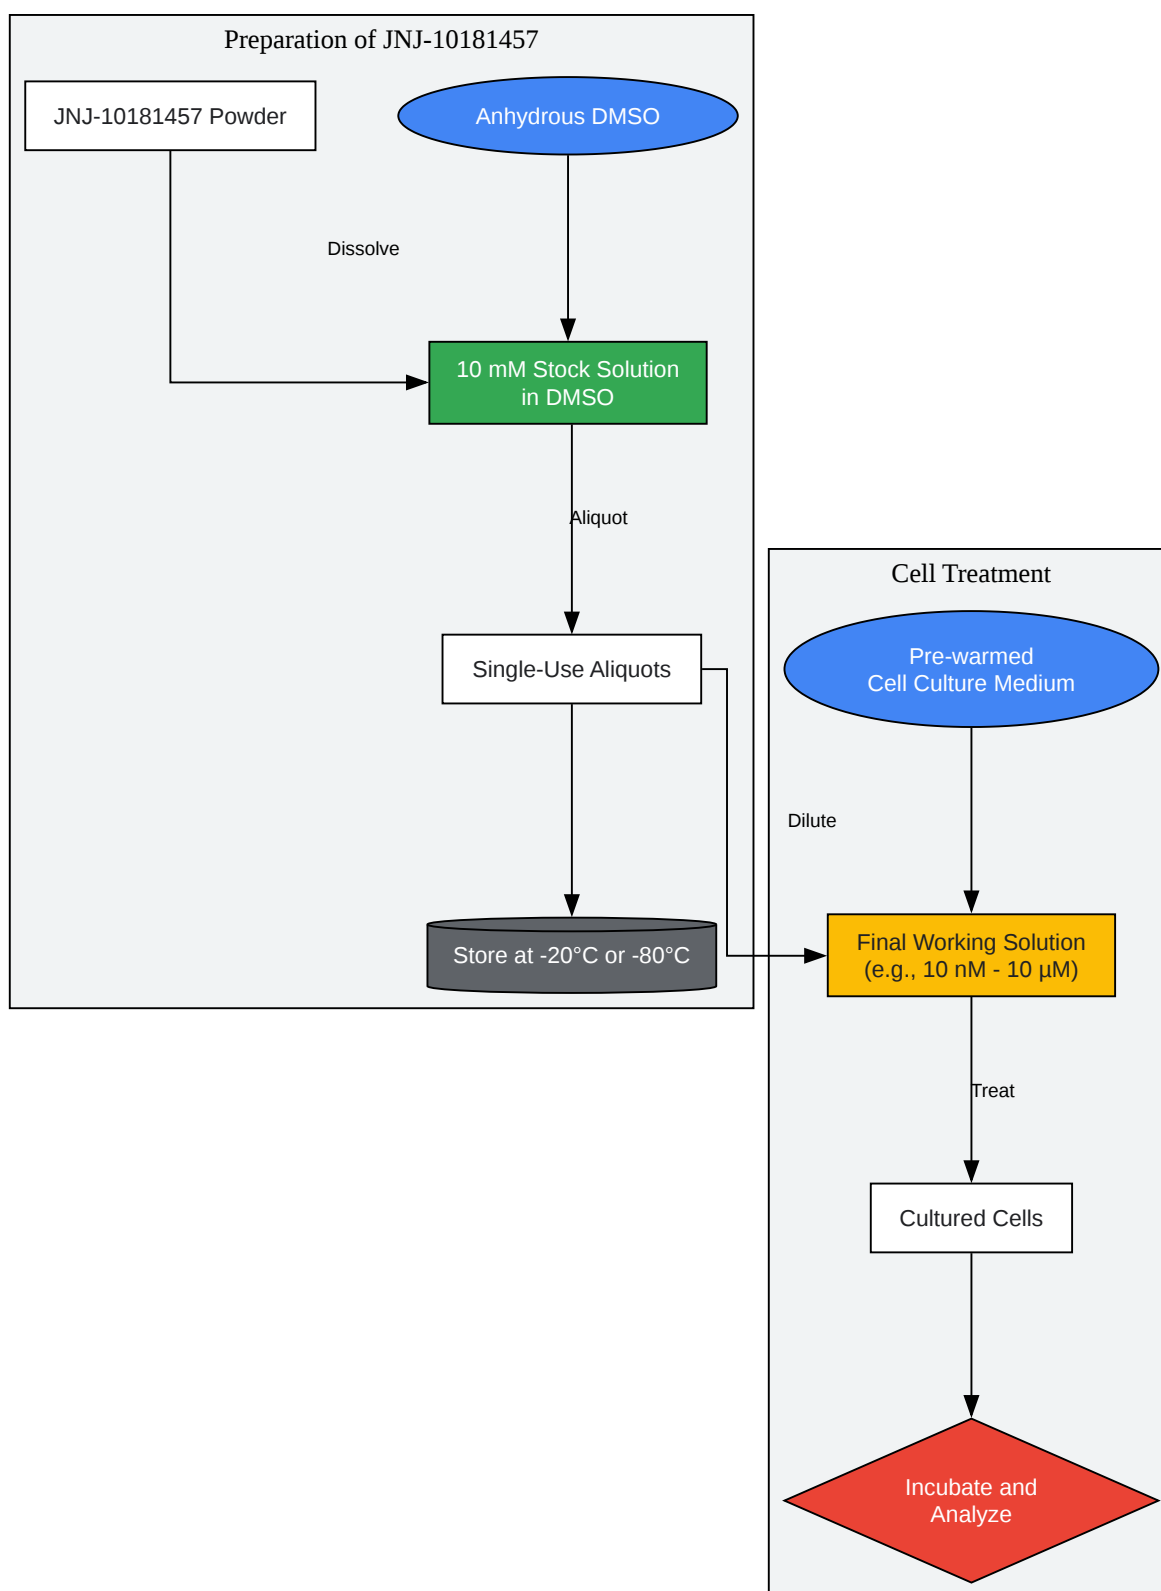 Preparation of JNJ-10181457
JNJ-10181457 Powder
Anhydrous DMSO
Dissolve
10 mM Stock Solution
in DMSO
Aliquot
Single-Use Aliquots
Store at -20°C or -80°C
Cell Treatment
Pre-warmed
Cell Culture Medium
Dilute
Final Working Solution
(e.g., 10 nM - 10 µM)
Treat
Cultured Cells
Incubate and
Analyze